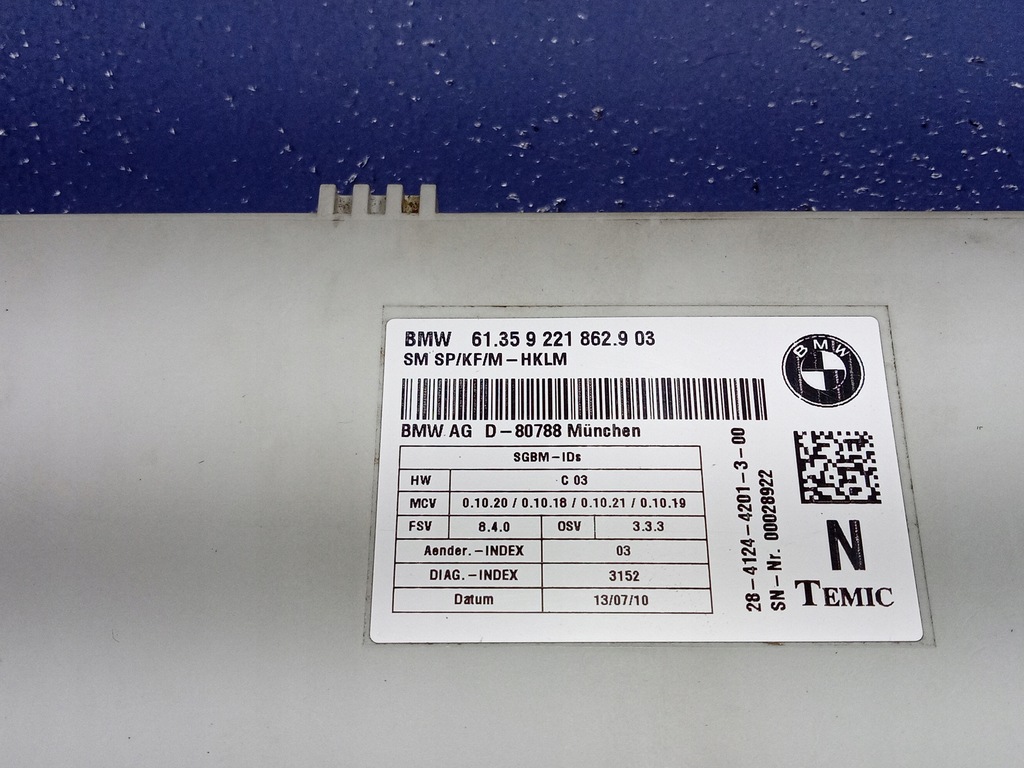 BMW 61.35 9 221 862.9 03
SM SP/KF/M-HKLM
BMW
BMW AG D-80788 München
SGBM-IDs
HW C 03
MCV 0.10.20 / 0.10.18 / 0.10.21 / 0.10.19
FSV 8.4.0 OSV 3.3.3
Aender.-INDEX 03
DIAG.-INDEX 3152
Datum 13/07/10
28-4124-4201-3-00
SN-Nr. 00028922
N
TEMIC